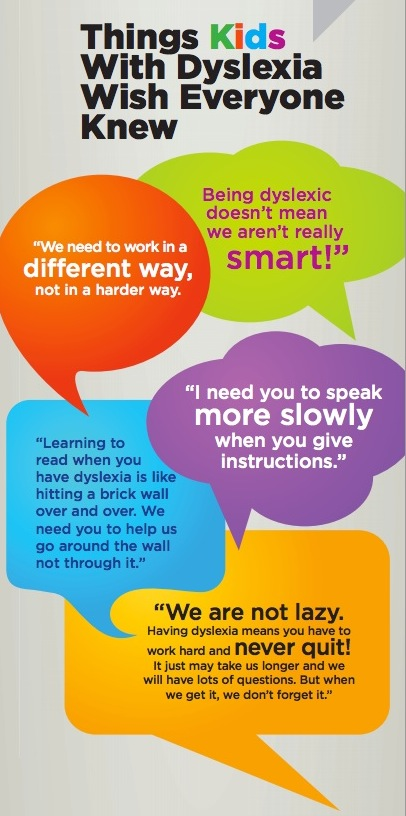 Things Kids
With Dyslexia
Wish Everyone
Knew
Being dyslexic
doesn't mean
we aren't really
smart!”
“We need to work in a
different way,
not in a harder way.
“I need you to speak
more slowly
when you give
instructions.”
“Learning to
read when you
have dyslexia is like
hitting a brick wall
over and over. We
need you to help us
go around the wall
not through it.”
“We are not lazy.
Having dyslexia means you have to
work hard and never quit!
It just may take us longer and we
will have lots of questions. But when
we get it, we don't forget it.”